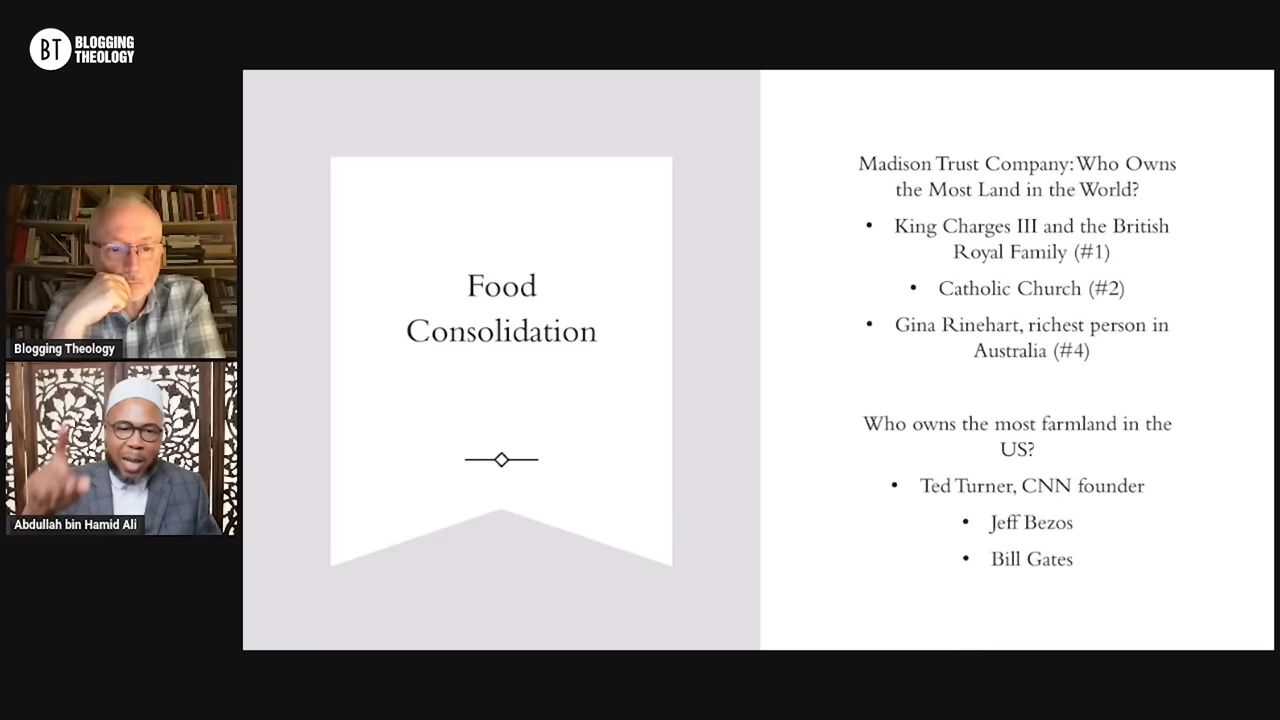 BT BLOGGING
THEOLOGY
Blogging Theology
Abdullah bin Hamid Ali
Food
Consolidation
Madison Trust Company: Who Owns
the Most Land in the World?
• King Charges III and the British
Royal Family (#1)
• Catholic Church (#2)
• Gina Rinehart, richest person in
Australia (#4)
Who owns the most farmland in the
US?
• Ted Turner, CNN founder
• Jeff Bezos
• Bill Gates